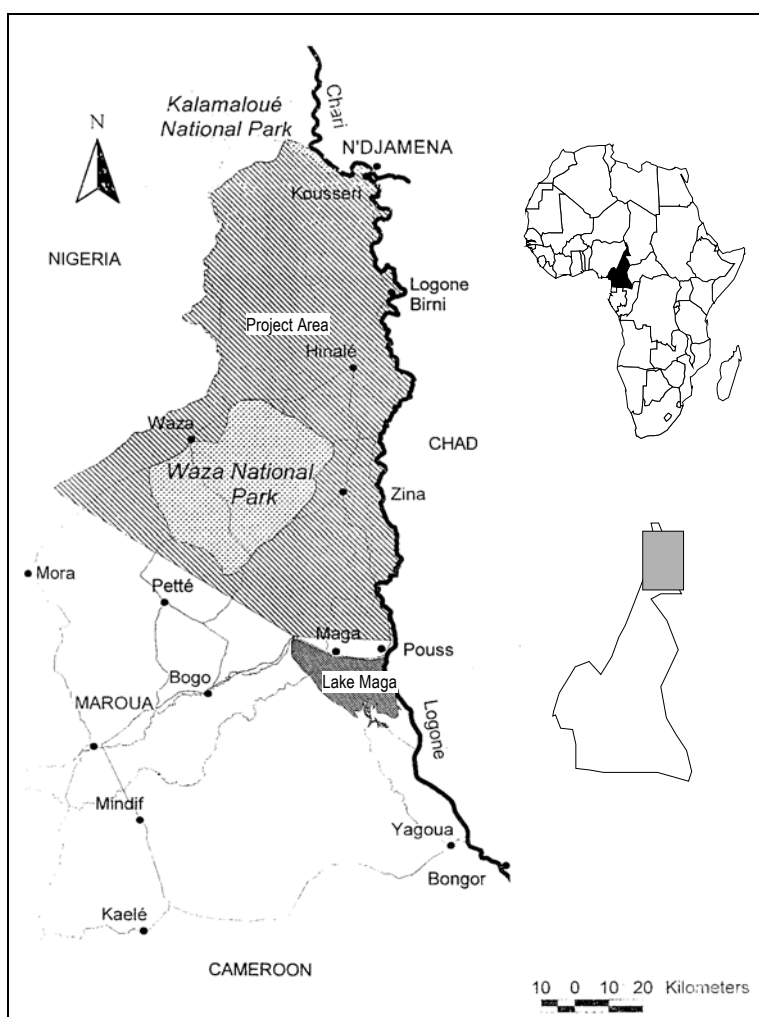 Kalamaloué
National Park
Chari
N
N'DJAMENA
Kousseri
NIGERIA
Logone
Birni
Project Area
Hinalé
Waza
CHAD
Waza National
Park
Zina
Mora
Petté
Maga
Pouss
Bogo
Lake Maga
MAROUA
Logone
Mindif
Yagoua
Bongor
Kaelé
CAMEROON
10 0 10 20 Kilometers